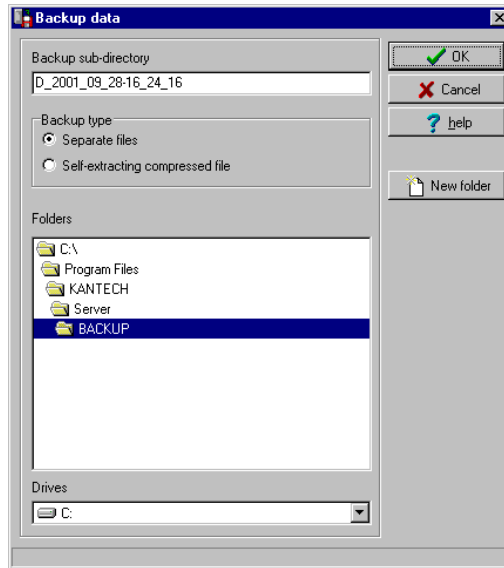 Backup data
Backup sub-directory
D_2001_09_28-16_24_16
Backup type
Separate files
Self-extracting compressed file
Folders
C:\
Program Files
KANTECH
Server
BACKUP
Drives
C:
OK
Cancel
help
New folder